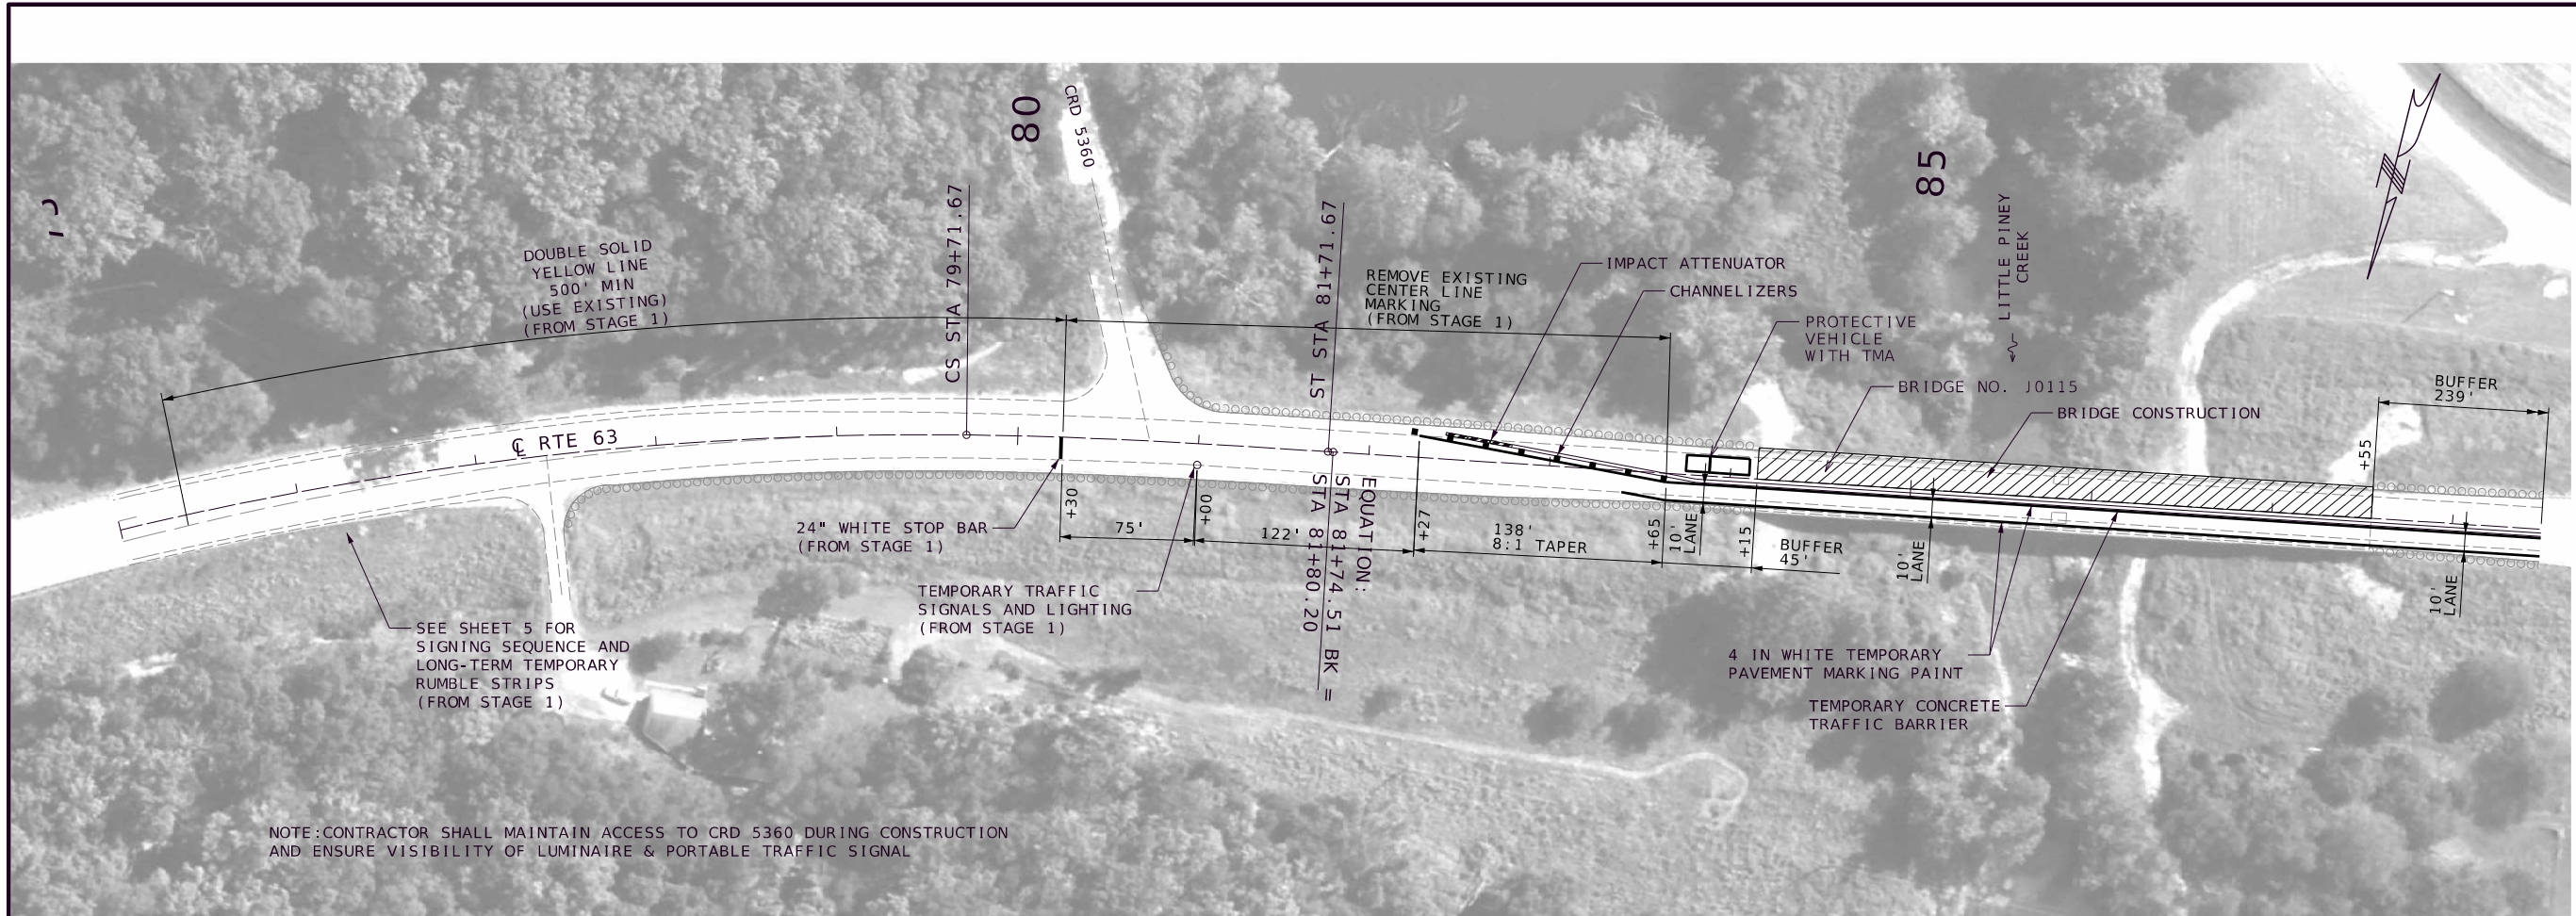 80
CRD 5360
85
LITTLE PINEY
CREEK
DOUBLE SOLID
YELLOW LINE
500' MIN
(USE EXISTING)
(FROM STAGE 1)
CS STA 79+71.67
ST STA 81+71.67
REMOVE EXISTING
CENTER LINE
MARKING
(FROM STAGE 1)
IMPACT ATTENUATOR
CHANNELIZERS
PROTECTIVE
VEHICLE
WITH TMA
BRIDGE NO. J0115
BRIDGE CONSTRUCTION
BUFFER
239'
+55
℄ RTE 63
24" WHITE STOP BAR
(FROM STAGE 1)
+30
75'
+00
122'
EQUATION:
STA 81+74.51 BK =
STA 81+80.20
+27
138'
8:1 TAPER
+65
10'
LANE
+15
BUFFER
45'
10'
LANE
10'
LANE
TEMPORARY TRAFFIC
SIGNALS AND LIGHTING
(FROM STAGE 1)
SEE SHEET 5 FOR
SIGNING SEQUENCE AND
LONG-TERM TEMPORARY
RUMBLE STRIPS
(FROM STAGE 1)
4 IN WHITE TEMPORARY
PAVEMENT MARKING PAINT
TEMPORARY CONCRETE
TRAFFIC BARRIER
NOTE:CONTRACTOR SHALL MAINTAIN ACCESS TO CRD 5360 DURING CONSTRUCTION
AND ENSURE VISIBILITY OF LUMINAIRE & PORTABLE TRAFFIC SIGNAL